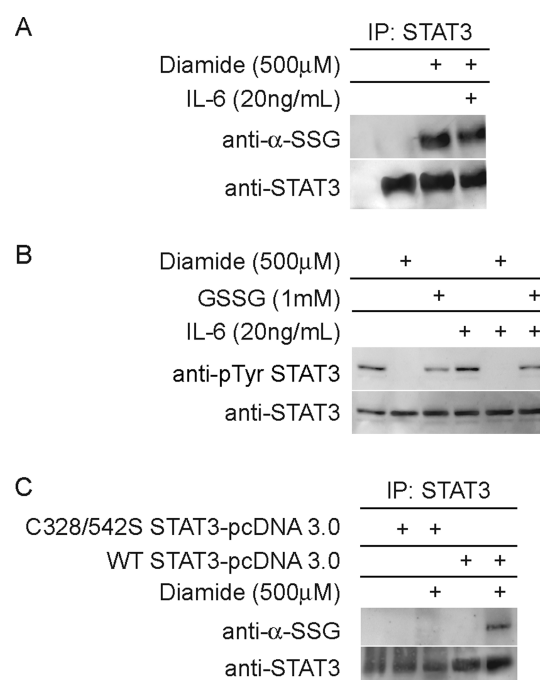 A
IP: STAT3
Diamide (500μM) + +
IL-6 (20ng/mL) +
anti-α-SSG
anti-STAT3
B
Diamide (500μM) + +
GSSG (1mM) + +
IL-6 (20ng/mL) + + +
anti-pTyr STAT3
anti-STAT3
C
IP: STAT3
C328/542S STAT3-pcDNA 3.0 + +
WT STAT3-pcDNA 3.0 + +
Diamide (500μM) + +
anti-α-SSG
anti-STAT3